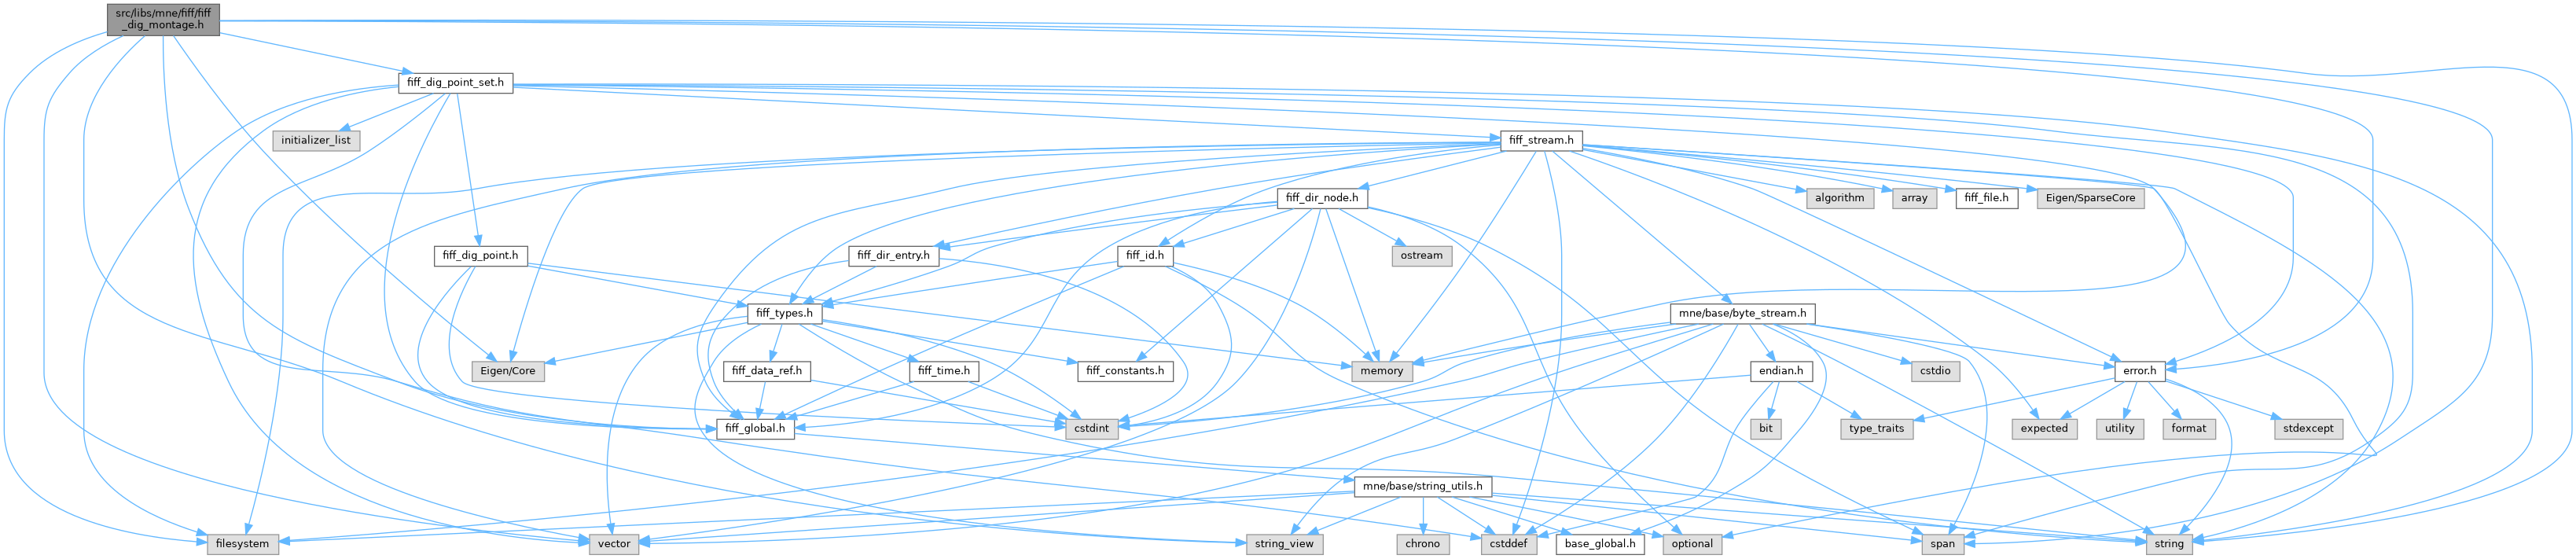 src/libs/mne/fiff/fiff
_dig_montage.h
fiff_dig_point_set.h
initializer_list
fiff_stream.h
fiff_dir_node.h
algorithm
array
fiff_file.h
Eigen/SparseCore
fiff_dig_point.h
fiff_dir_entry.h
fiff_id.h
ostream
fiff_types.h
mne/base/byte_stream.h
Eigen/Core
fiff_data_ref.h
fiff_time.h
fiff_constants.h
memory
endian.h
cstdio
error.h
fiff_global.h
cstdint
bit
type_traits
expected
utility
format
stdexcept
mne/base/string_utils.h
filesystem
vector
string_view
chrono
cstddef
base_global.h
optional
span
string